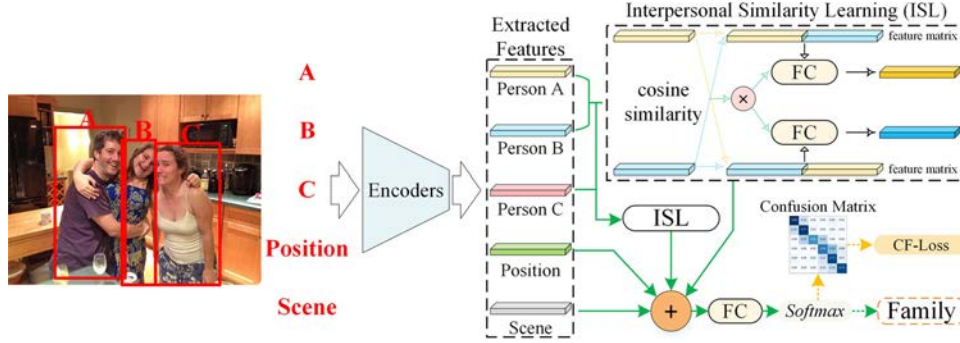 Interpersonal Similarity Learning (ISL)
Extracted
Features
feature matrix
A
Person A
FC
A
B
C
cosine
similarity
×
B
Person B
FC
Encoders
C
Person C
feature matrix
ISL
Confusion Matrix
CF-Loss
Position
Position
+
FC
Softmax
Family
Scene
Scene